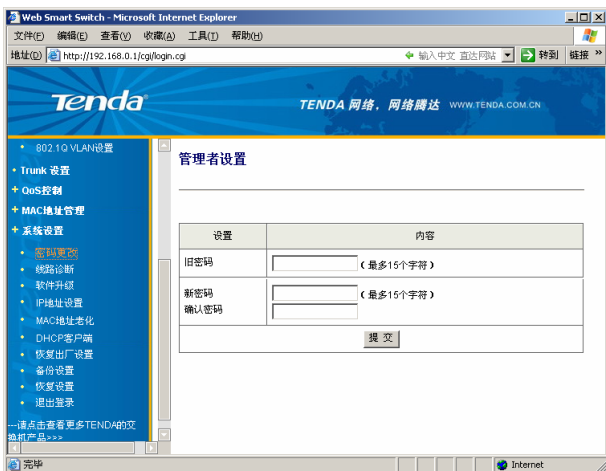 Web Smart Switch - Microsoft Internet Explorer
文件(F) 编辑(E) 查看(V) 收藏(A) 工具(T) 帮助(H)
地址(D) http://192.168.0.1/cgi/login.cgi 输入中文 直达网站 转到 链接 »
Tenda TENDA 网络，网络腾达 WWW.TENDA.COM.CN
• 802.1Q VLAN设置
管理者设置
• Trunk 设置
+ QoS控制
+ MAC地址管理
+ 系统设置
• 密码更改
• 线路诊断
• 软件升级
• IP地址设置
• MAC地址老化
• DHCP客户端
• 恢复出厂设置
• 备份设置
• 恢复设置
• 退出登录
---请点击查看更多TENDA的交
换机产品>>>
设置 内容
旧密码 ( 最多15个字符 )
新密码 ( 最多15个字符 )
确认密码
提 交
完毕 Internet